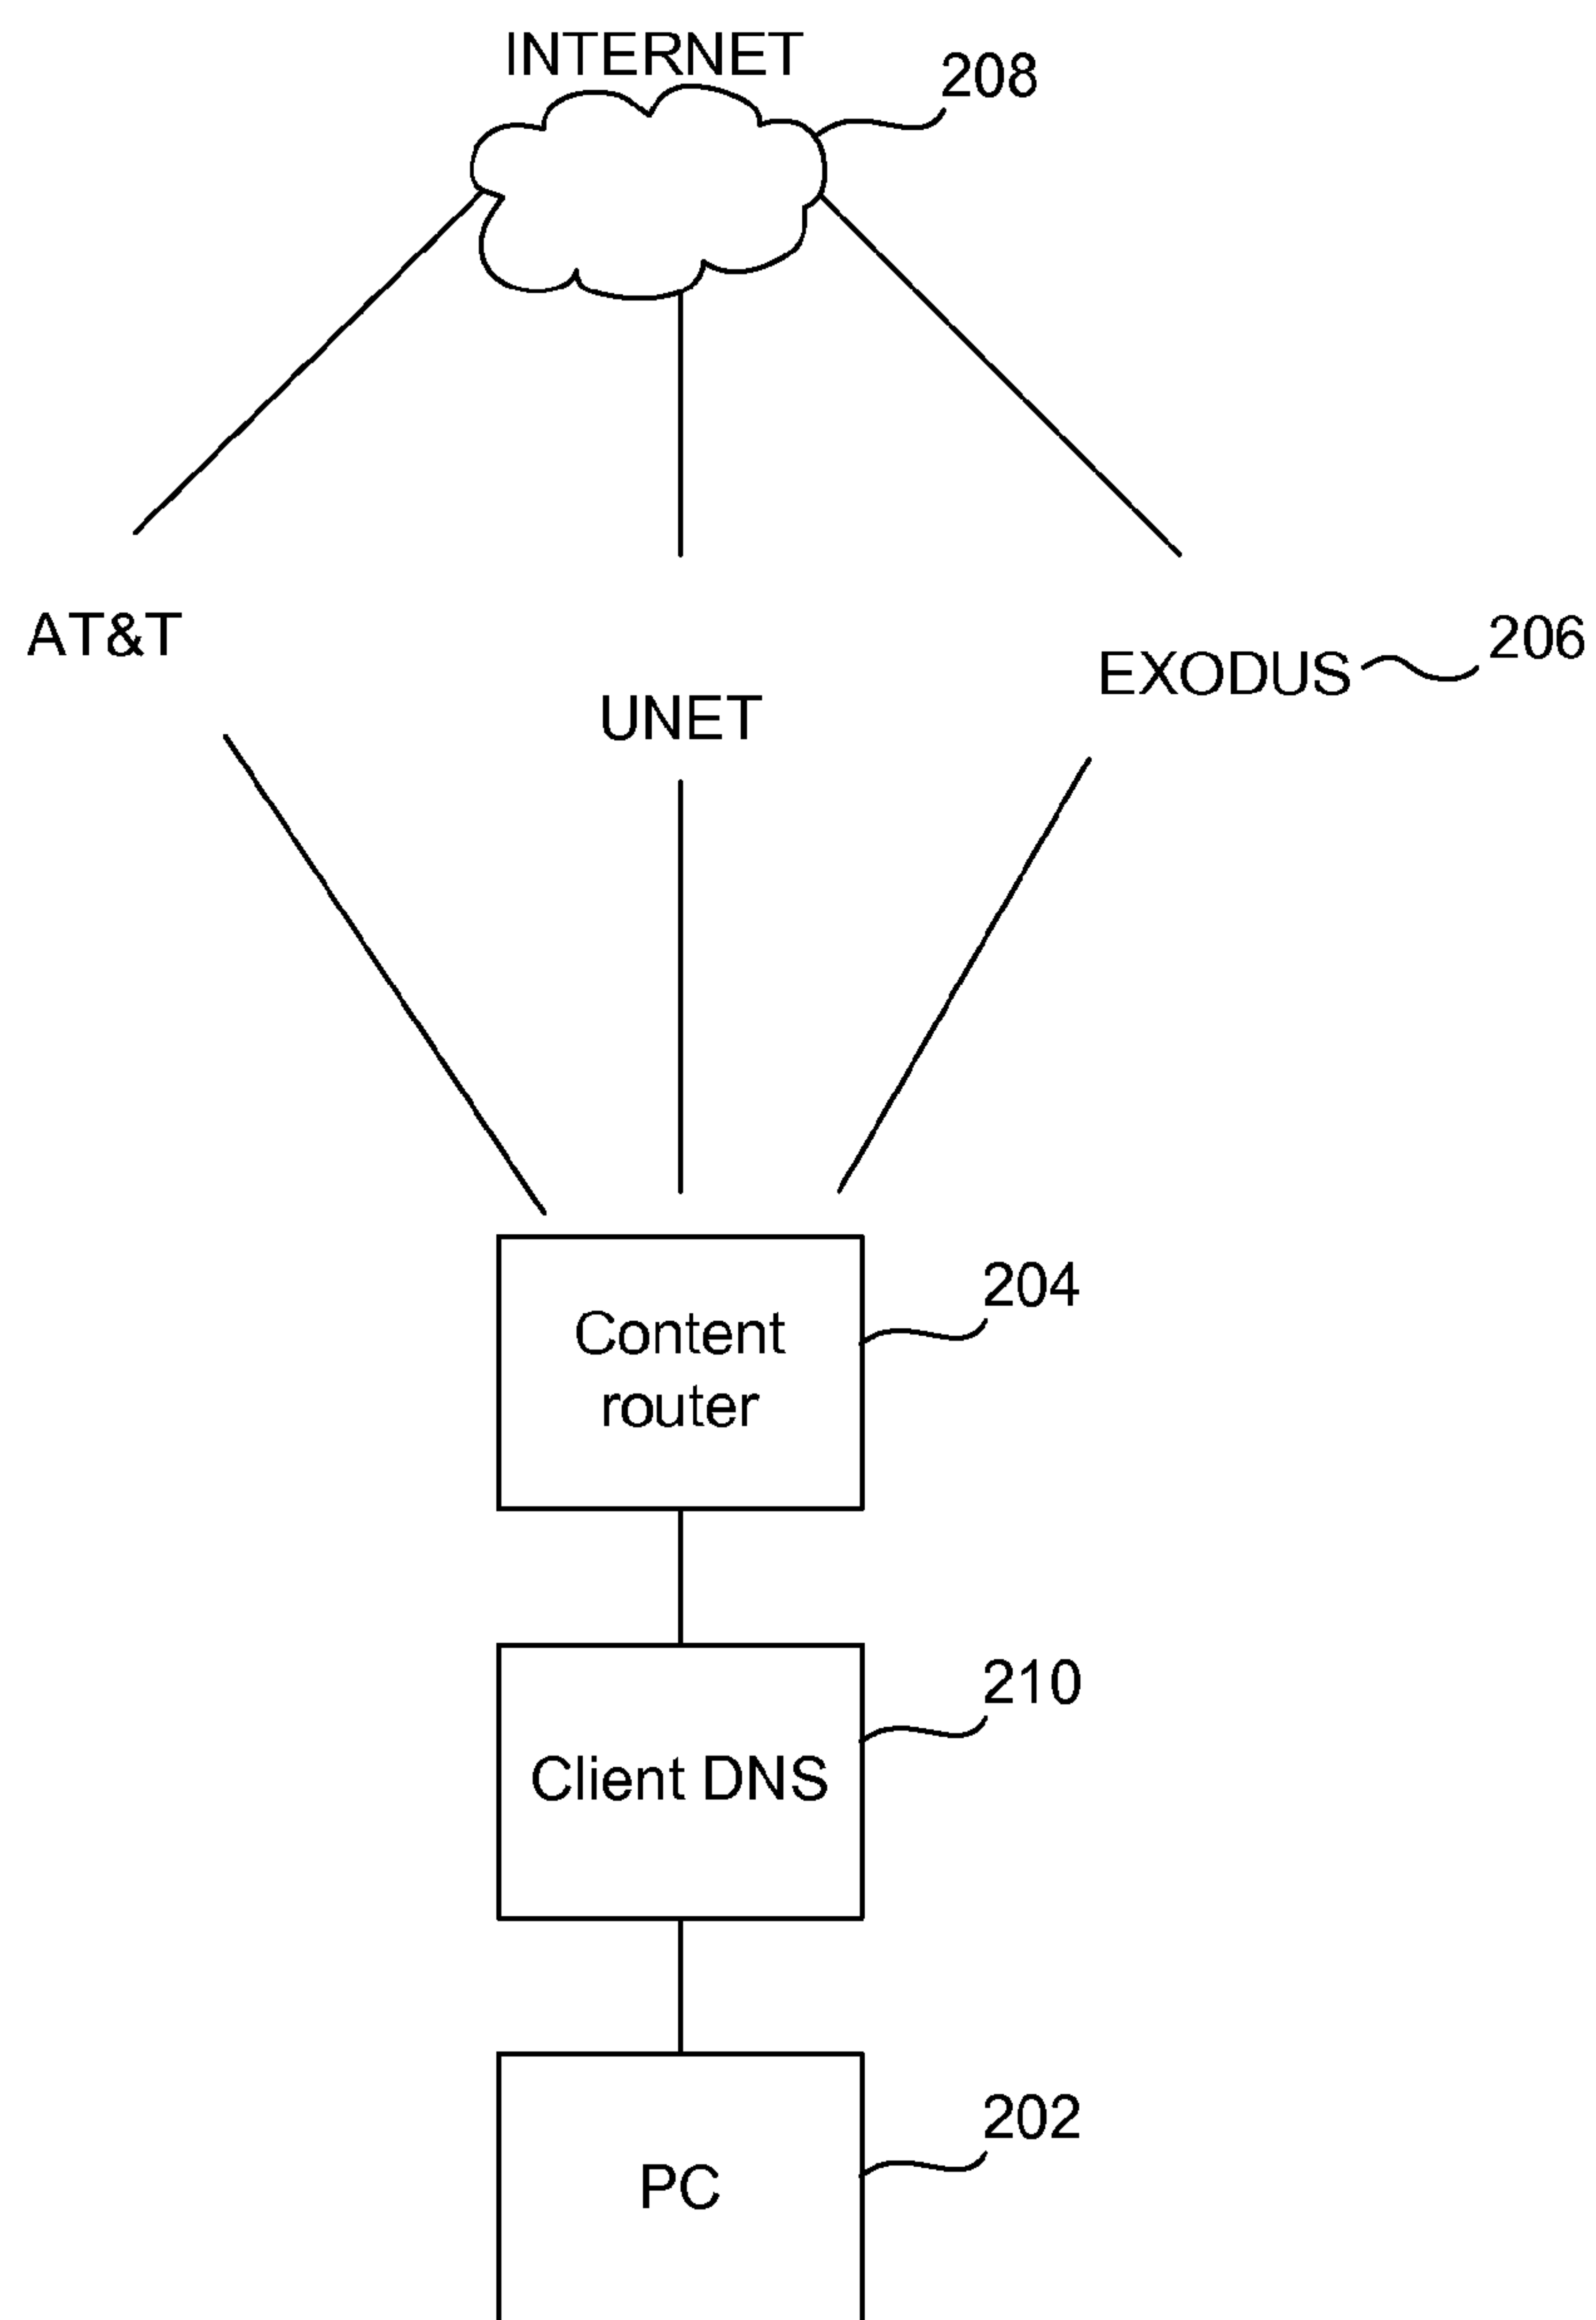 INTERNET
208
AT&T
206
EXODUS
UNET
204
Content
router
210
Client DNS
202
PC